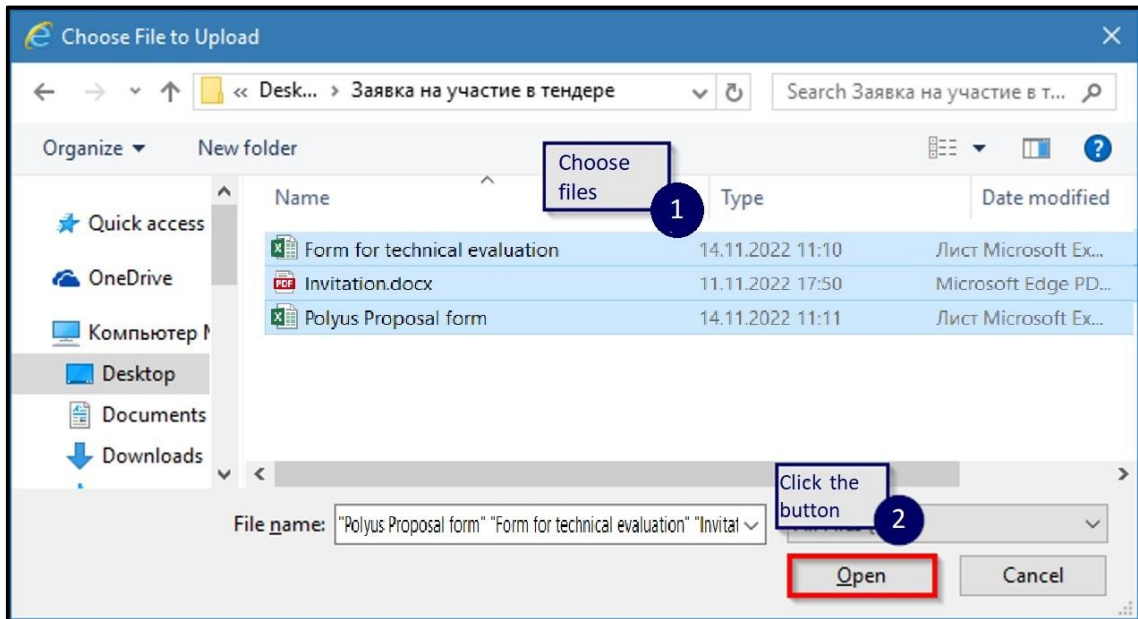 Choose File to Upload
« Desk... › Заявка на участие в тендере
Search Заявка на участие в т...
Organize
New folder
Choose
files
1
Name
Type
Date modified
Quick access
OneDrive
Компьютер
Desktop
Documents
Downloads
Form for technical evaluation 14.11.2022 11:10 Лист Microsoft Ex...
Invitation.docx 11.11.2022 17:50 Microsoft Edge PD...
Polyus Proposal form 14.11.2022 11:11 Лист Microsoft Ex...
Click the
button
2
File name: "Polyus Proposal form" "Form for technical evaluation" "Invitat
Open
Cancel